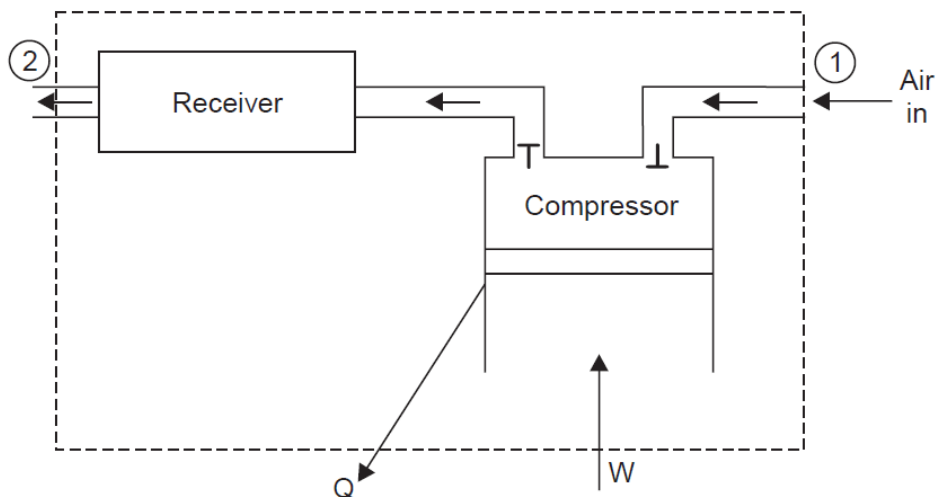 2
1
Air
in
Receiver
Compressor
Q
W